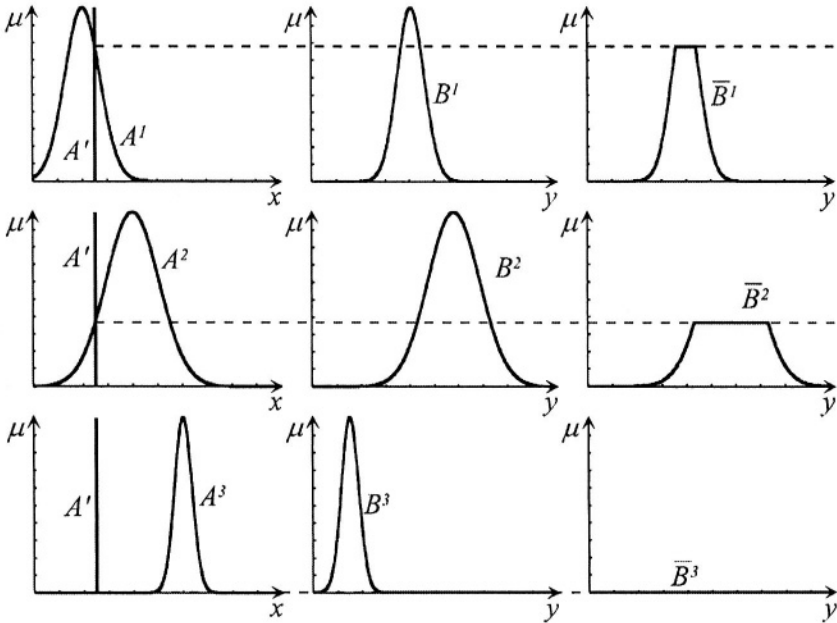 μ A' A¹ x
μ B¹ y
μ B̅¹ y
μ A' A² x
μ B² y
μ B̅² y
μ A' A³ x
μ B³ y
μ B̅³ y